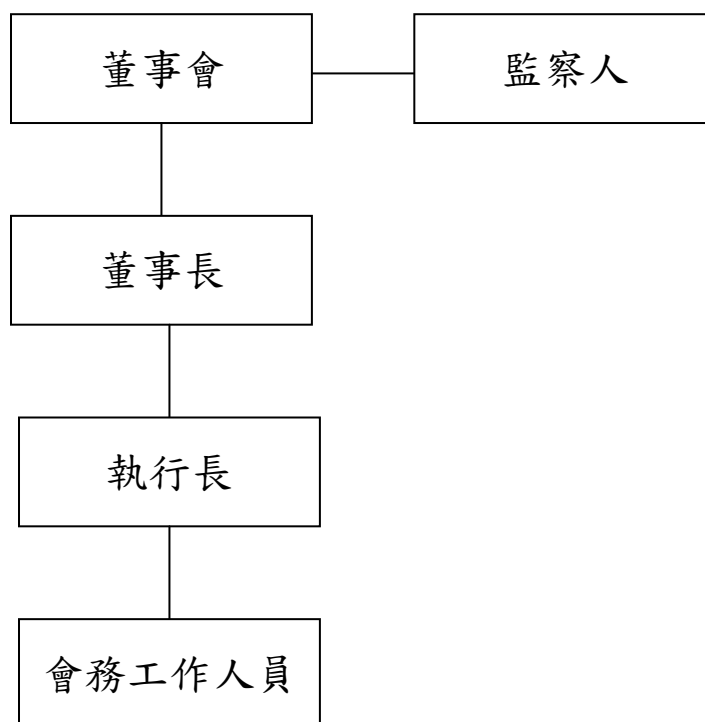 董事會
監察人
董事長
執行長
會務工作人員